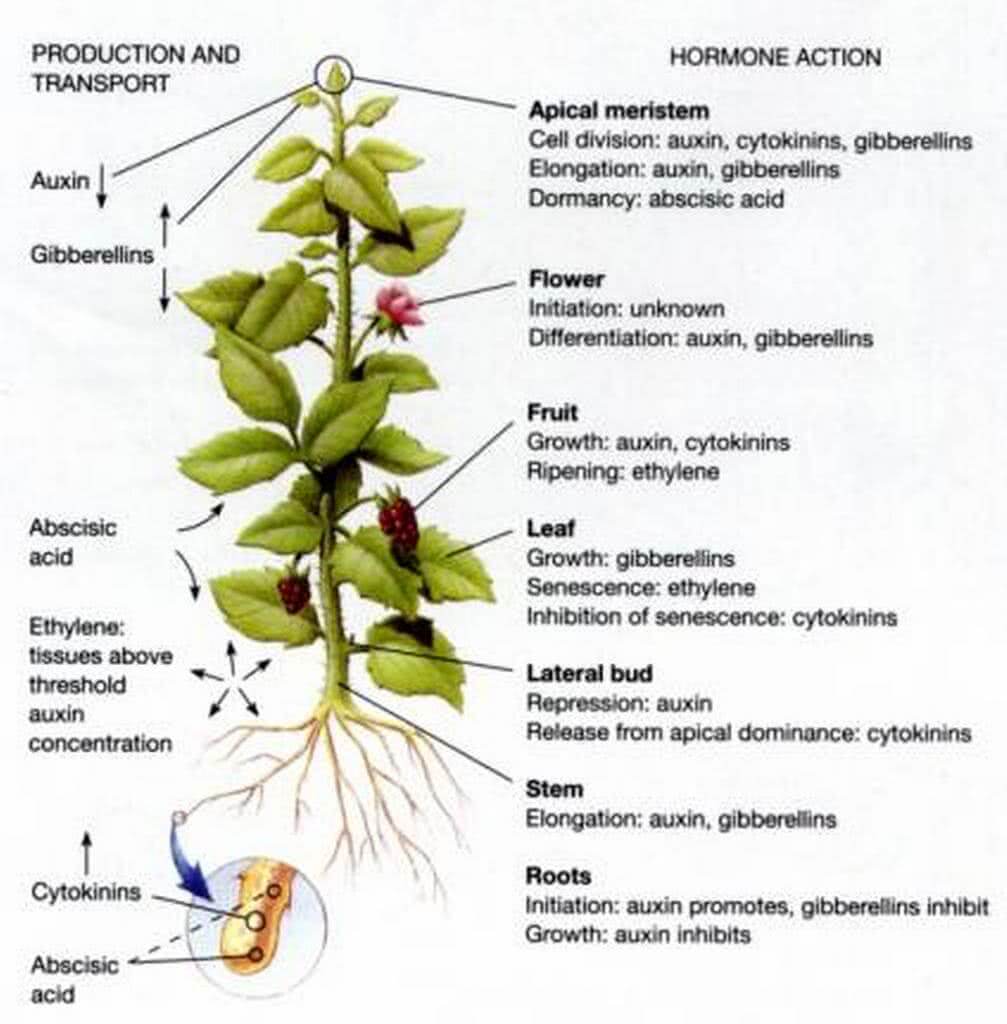 PRODUCTION AND
TRANSPORT
Auxin
Gibberellins
Abscisic
acid
Ethylene:
tissues above
threshold
auxin
concentration
Cytokinins
Abscisic
acid
HORMONE ACTION
Apical meristem
Cell division: auxin, cytokinins, gibberellins
Elongation: auxin, gibberellins
Dormancy: abscisic acid
Flower
Initiation: unknown
Differentiation: auxin, gibberellins
Fruit
Growth: auxin, cytokinins
Ripening: ethylene
Leaf
Growth: gibberellins
Senescence: ethylene
Inhibition of senescence: cytokinins
Lateral bud
Repression: auxin
Release from apical dominance: cytokinins
Stem
Elongation: auxin, gibberellins
Roots
Initiation: auxin promotes, gibberellins inhibit
Growth: auxin inhibits